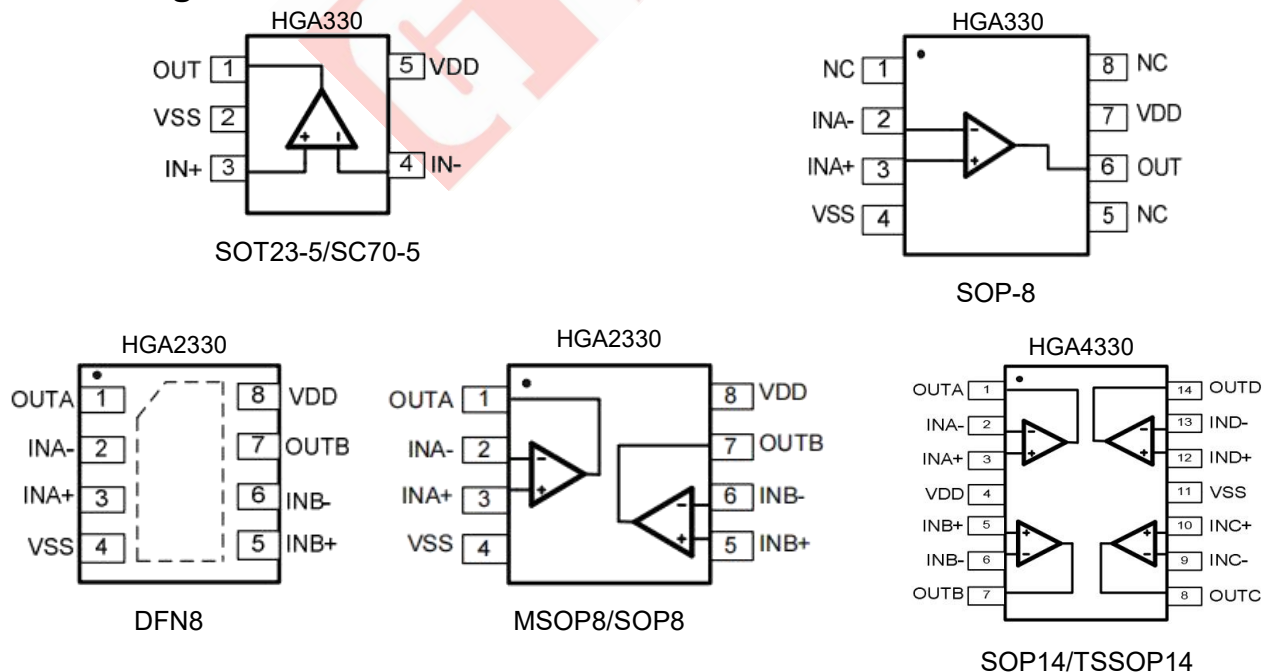 HGA330
OUT 1 5 VDD
VSS 2
IN+ 3 4 IN-
+ -
SOT23-5/SC70-5
HGA330
NC 1 8 NC
INA- 2 - 7 VDD
INA+ 3 + 6 OUT
VSS 4 5 NC
SOP-8
HGA2330
OUTA 1 8 VDD
INA- 2 7 OUTB
INA+ 3 6 INB-
VSS 4 5 INB+
DFN8
HGA2330
OUTA 1 8 VDD
INA- 2 - 7 OUTB
INA+ 3 + - 6 INB-
VSS 4 + 5 INB+
MSOP8/SOP8
HGA4330
OUTA 1 14 OUTD
INA- 2 - - 13 IND-
INA+ 3 + + 12 IND+
VDD 4 11 VSS
INB+ 5 + + 10 INC+
INB- 6 - - 9 INC-
OUTB 7 8 OUTC
SOP14/TSSOP14